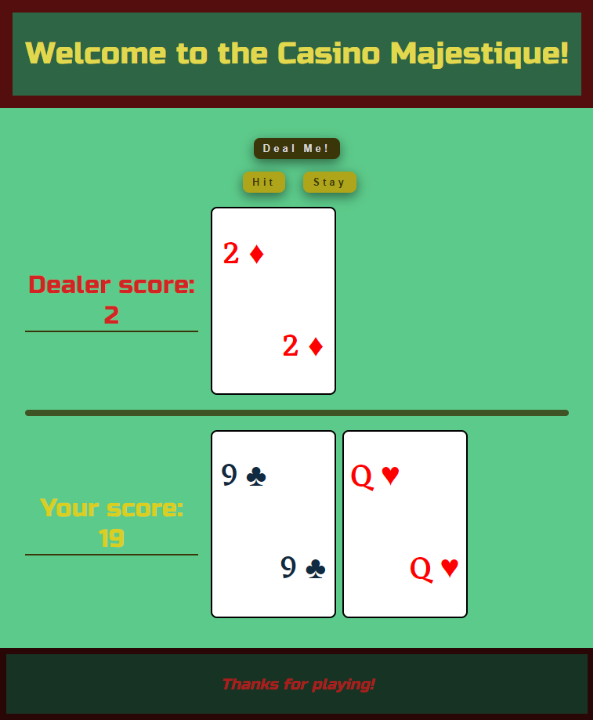 Welcome to the Casino Majestique!
Deal Me!
Hit Stay
2 ♦
Dealer score:
2
2 ♦
9 ♣ Q ♥
Your score:
19
9 ♣ Q ♥
Thanks for playing!